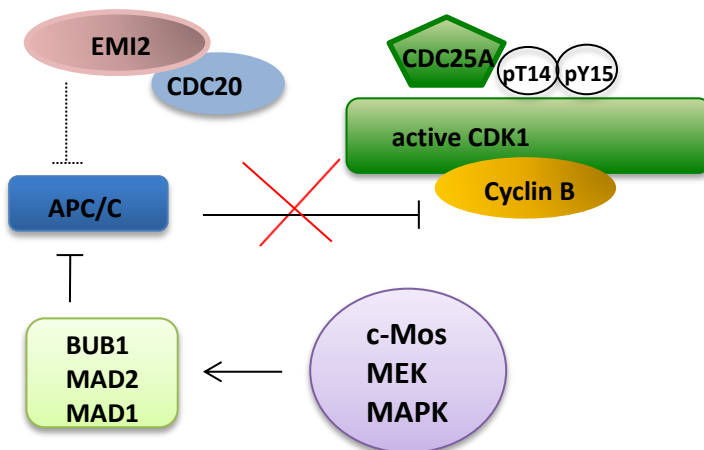 EMI2
CDC20
CDC25A
pT14
pY15
active CDK1
Cyclin B
APC/C
BUB1
MAD2
MAD1
c-Mos
MEK
MAPK